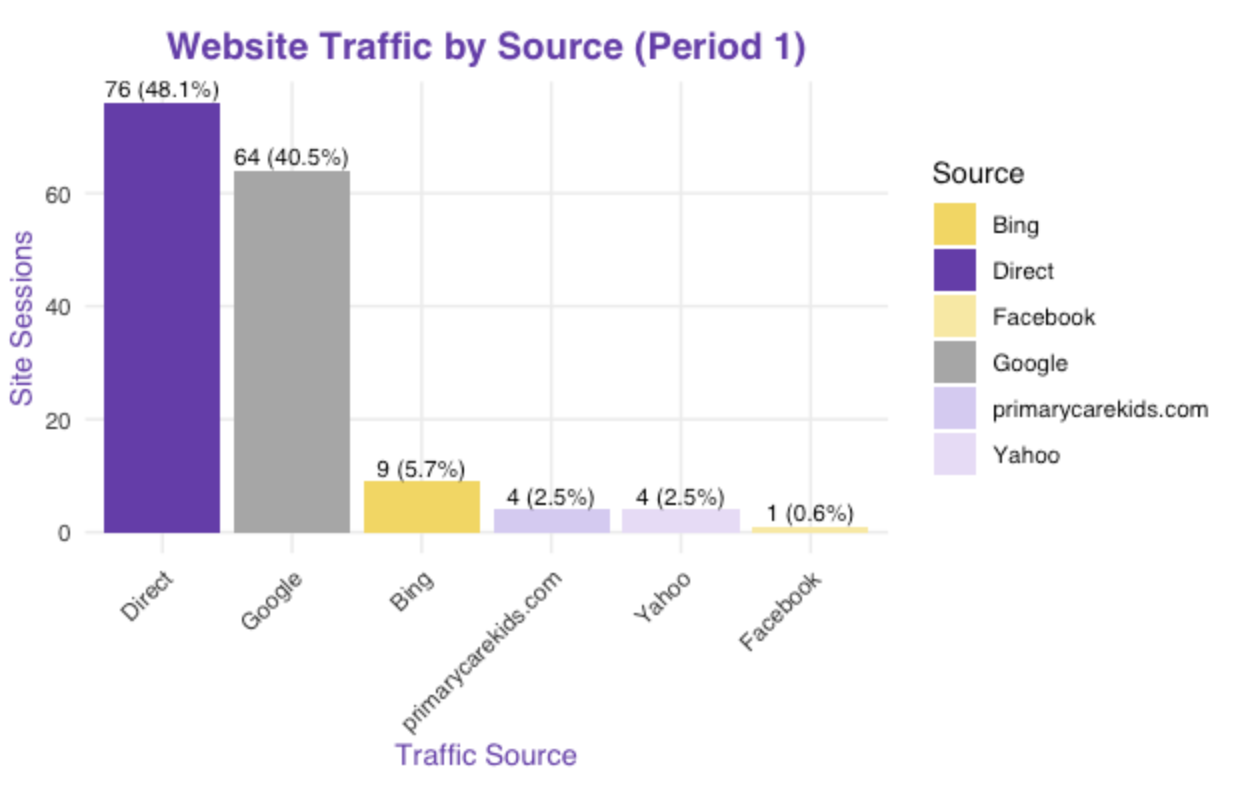 Website Traffic by Source (Period 1)
76 (48.1%)
64 (40.5%)
9 (5.7%)
4 (2.5%)
4 (2.5%)
1 (0.6%)
Site Sessions
60
40
20
0
Direct
Google
Bing
primarycarekids.com
Yahoo
Facebook
Traffic Source
Source
Bing
Direct
Facebook
Google
primarycarekids.com
Yahoo